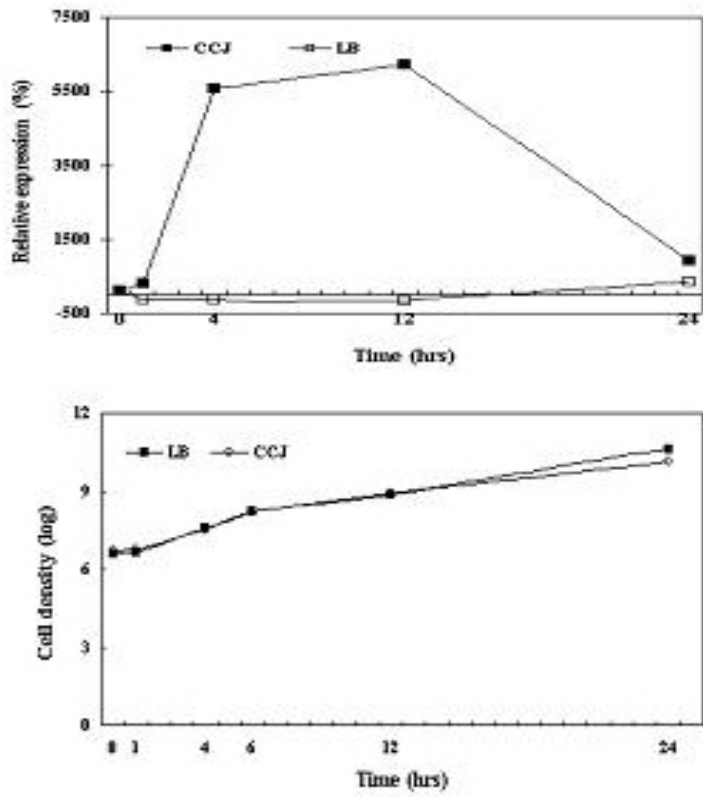 7500
CCJ LB
5500
3500
1500
-500
Relative expression (%)
0 4 12 24
Time (hrs)
12
LB CCJ
9
6
3
0
Cell density (log)
0 1 4 6 12 24
Time (hrs)